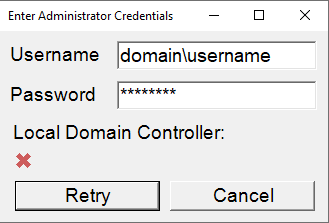 Enter Administrator Credentials
Username domain\username
Password ********
Local Domain Controller:
Retry Cancel